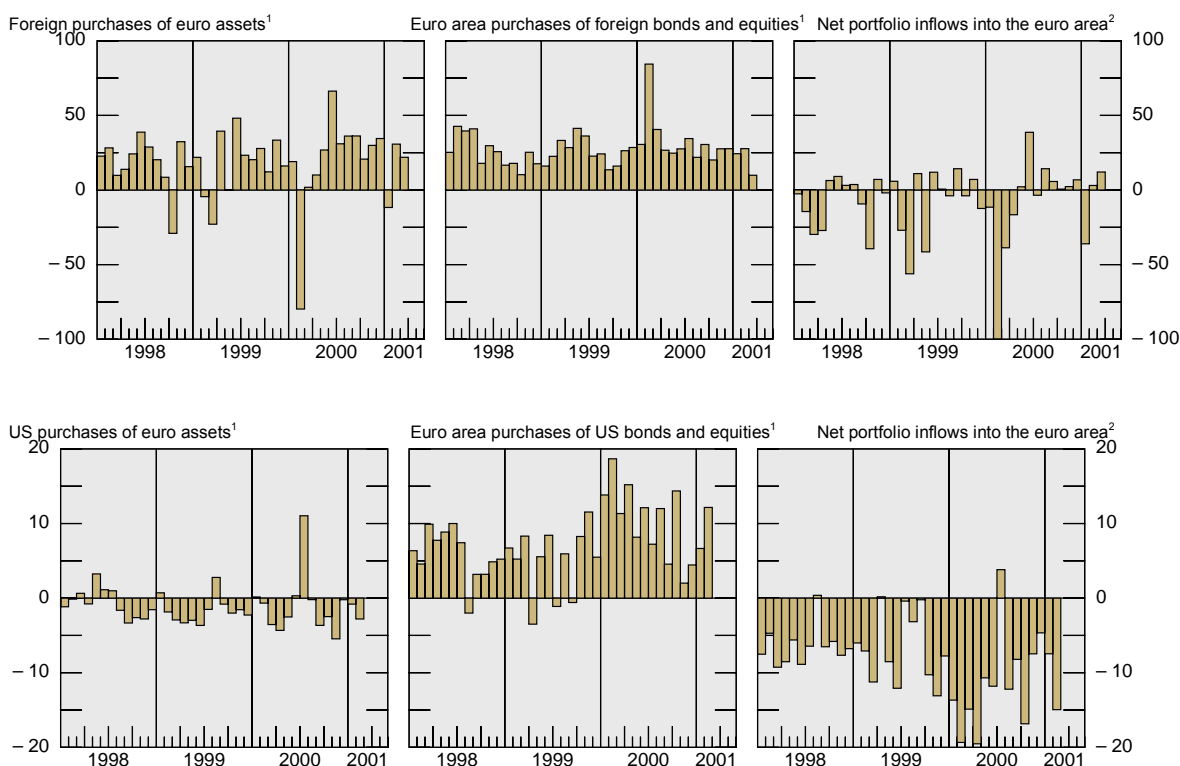 Foreign purchases of euro assets¹ Euro area purchases of foreign bonds and equities¹ Net portfolio inflows into the euro area²
100 100
50 50
0 0 0 0
– 50 – 50
– 100 – 100
1998 1999 2000 2001 1998 1999 2000 2001 1998 1999 2000 2001
US purchases of euro assets¹ Euro area purchases of US bonds and equities¹ Net portfolio inflows into the euro area²
20 20
10 10
0 0 0 0
– 10 – 10
– 20 – 20
1998 1999 2000 2001 1998 1999 2000 2001 1998 1999 2000 2001